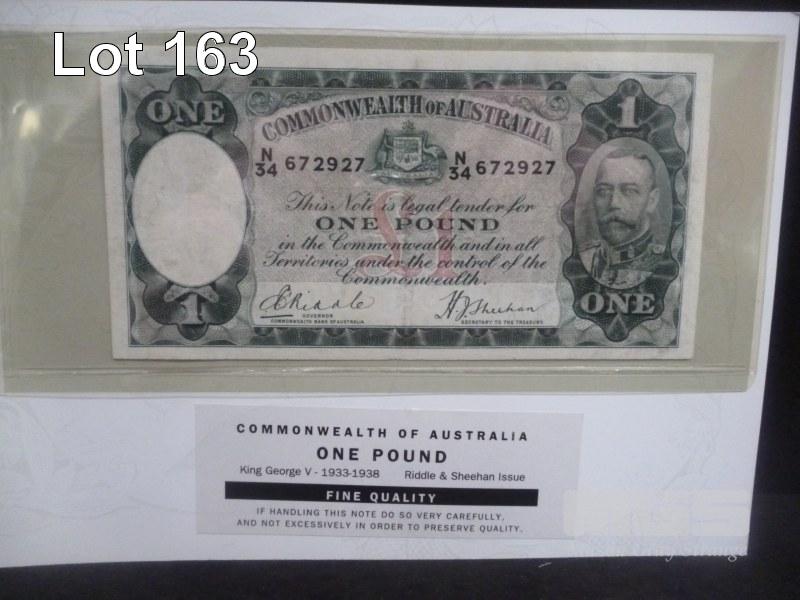 Lot 163
ONE
COMMONWEALTH OF AUSTRALIA
1
N/34 672927 N/34 672927
This Note is legal tender for
ONE POUND
in the Commonwealth and in all
Territories under the control of the
Commonwealth.
£1
1
ONE
E C Riddle
H. J. Sheehan
GOVERNOR
COMMONWEALTH BANK OF AUSTRALIA
SECRETARY TO THE TREASURY
COMMONWEALTH OF AUSTRALIA
ONE POUND
King George V - 1933-1938 Riddle & Sheehan Issue
FINE QUALITY
IF HANDLING THIS NOTE DO SO VERY CAREFULLY,
AND NOT EXCESSIVELY IN ORDER TO PRESERVE QUALITY.